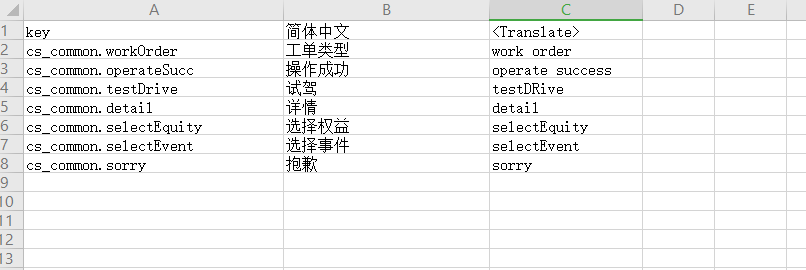 A B C D E
1 key 简体中文 <Translate>
2 cs_common.workOrder 工单类型 work order
3 cs_common.operateSucc 操作成功 operate success
4 cs_common.testDrive 试驾 testDRive
5 cs_common.detail 详情 detail
6 cs_common.selectEquity 选择权益 selectEquity
7 cs_common.selectEvent 选择事件 selectEvent
8 cs_common.sorry 抱歉 sorry
9
10
11
12
13